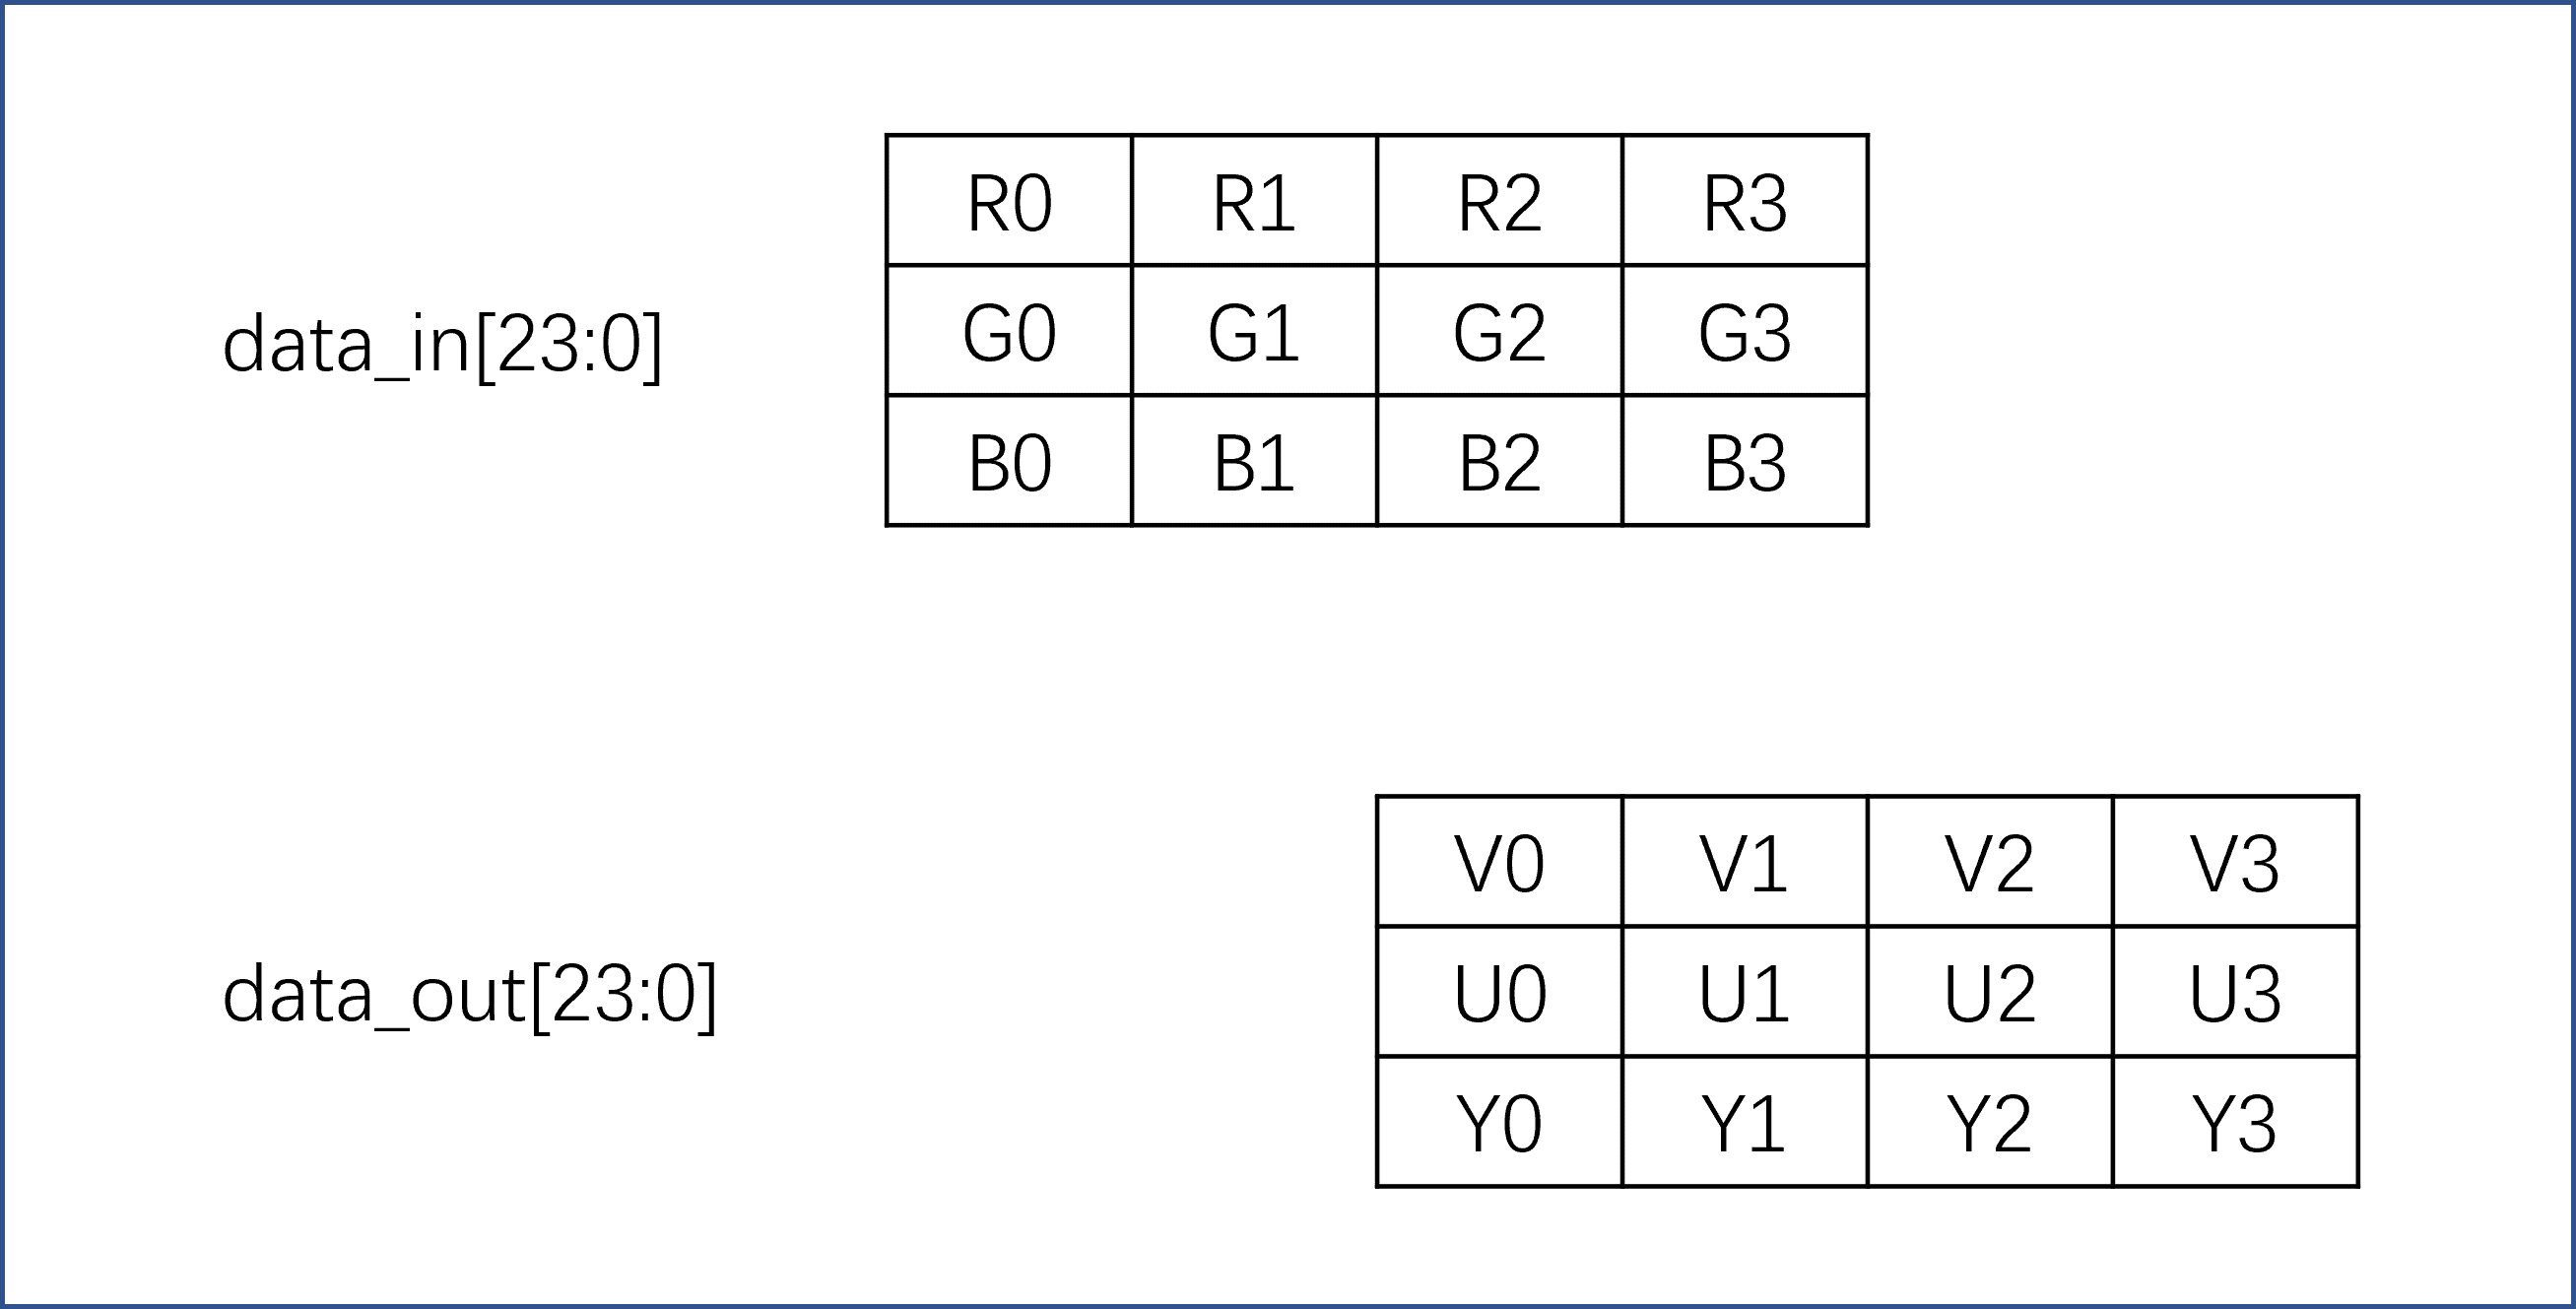 R0 R1 R2 R3
data_in[23:0]
G0 G1 G2 G3
B0 B1 B2 B3
V0 V1 V2 V3
data_out[23:0]
U0 U1 U2 U3
Y0 Y1 Y2 Y3